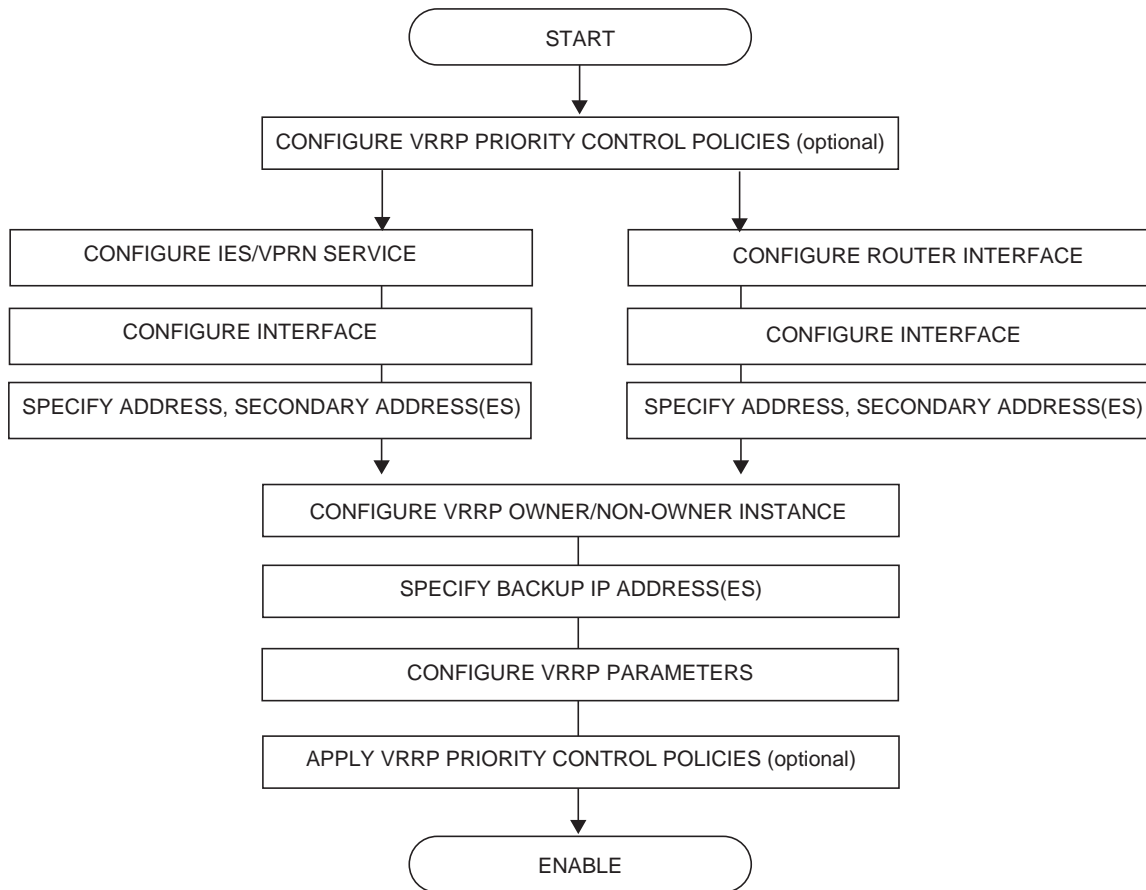 START
CONFIGURE VRRP PRIORITY CONTROL POLICIES (optional)
CONFIGURE IES/VPRN SERVICE
CONFIGURE ROUTER INTERFACE
CONFIGURE INTERFACE
CONFIGURE INTERFACE
SPECIFY ADDRESS, SECONDARY ADDRESS(ES)
SPECIFY ADDRESS, SECONDARY ADDRESS(ES)
CONFIGURE VRRP OWNER/NON-OWNER INSTANCE
SPECIFY BACKUP IP ADDRESS(ES)
CONFIGURE VRRP PARAMETERS
APPLY VRRP PRIORITY CONTROL POLICIES (optional)
ENABLE